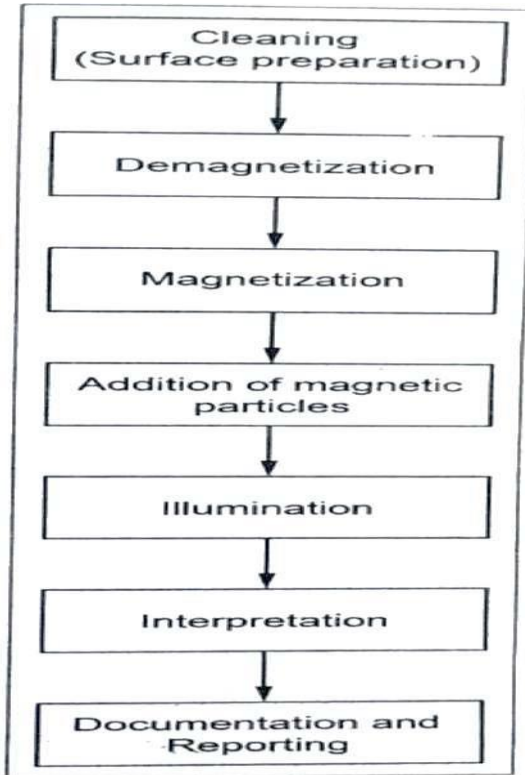 Cleaning
(Surface preparation)
Demagnetization
Magnetization
Addition of magnetic
particles
Illumination
Interpretation
Documentation and
Reporting